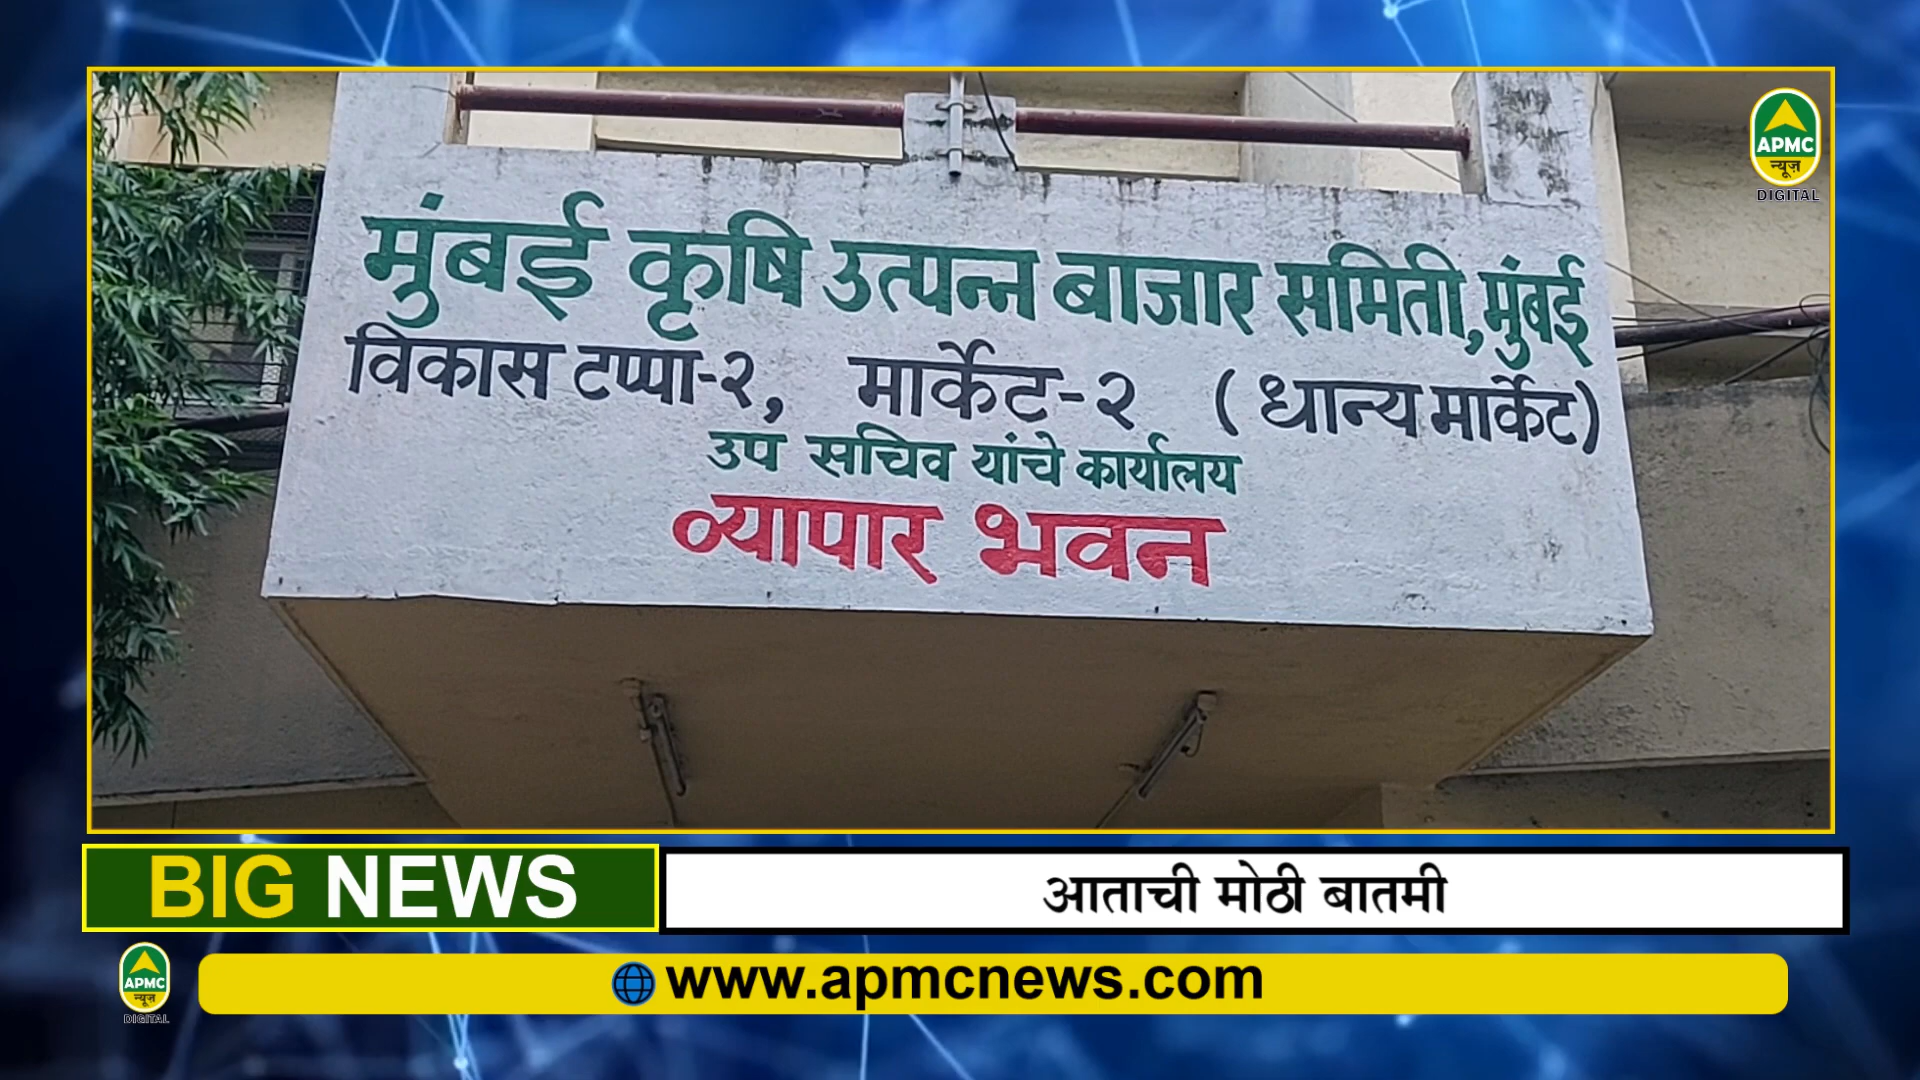 APMC
न्यूज़
DIGITAL
मुंबई कृषि उत्पन्न बाजार समिती, मुंबई
विकास टप्पा-२, मार्केट-२ (धान्य मार्केट)
उप सचिव यांचे कार्यालय
व्यापार भवन
BIG NEWS
आताची मोठी बातमी
APMC
न्यूज़
DIGITAL
www.apmcnews.com